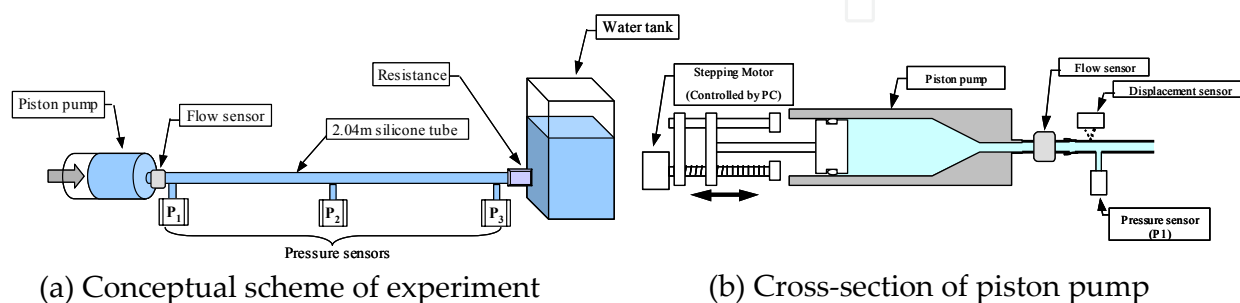 Water tank
Resistance
Piston pump
Flow sensor
2.04m silicone tube
P1
P2
P3
Pressure sensors
(a) Conceptual scheme of experiment
Stepping Motor
(Controlled by PC)
Piston pump
Flow sensor
Displacement sensor
Pressure sensor
(P1)
(b) Cross-section of piston pump